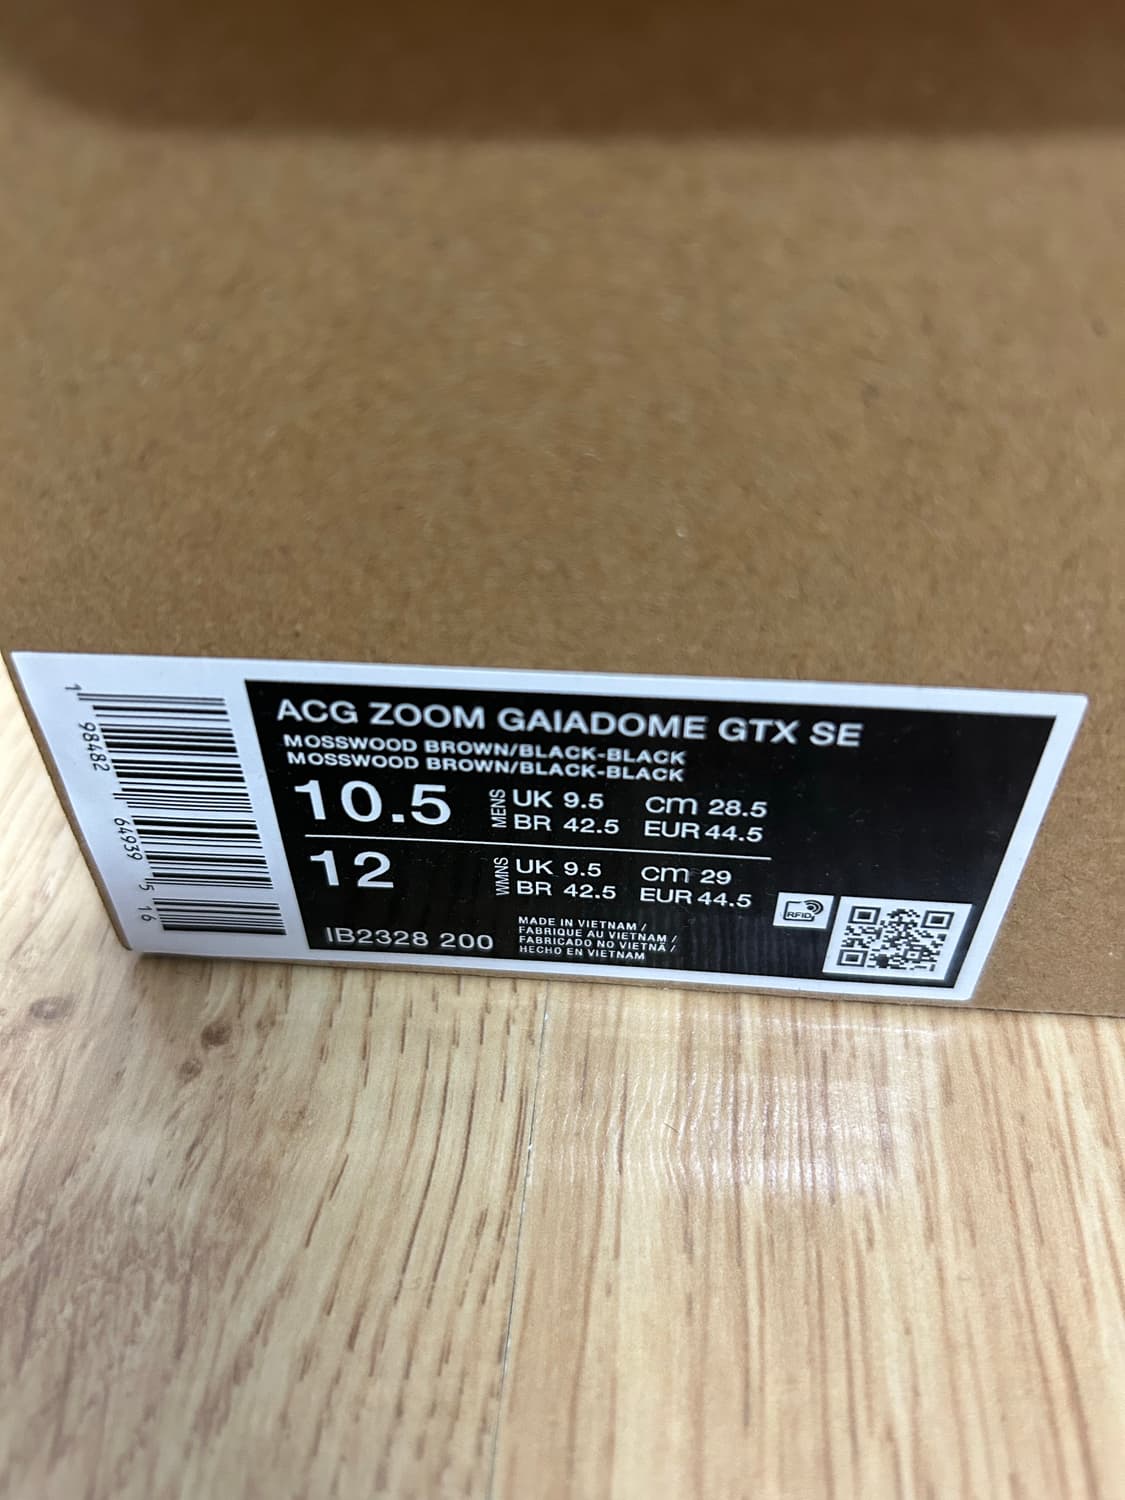 ACG ZOOM GAIADOME GTX SE
MOSSWOOD BROWN/BLACK-BLACK
MOSSWOOD BROWN/BLACK-BLACK
10.5 MENS UK 9.5 cm 28.5
BR 42.5 EUR 44.5
12 WMNS UK 9.5 cm 29
BR 42.5 EUR 44.5
IB2328 200
MADE IN VIETNAM /
FABRIQUE AU VIETNAM /
FABRICADO NO VIETNÃ /
HECHO EN VIETNAM
RFID
1 98482 64939 5 16